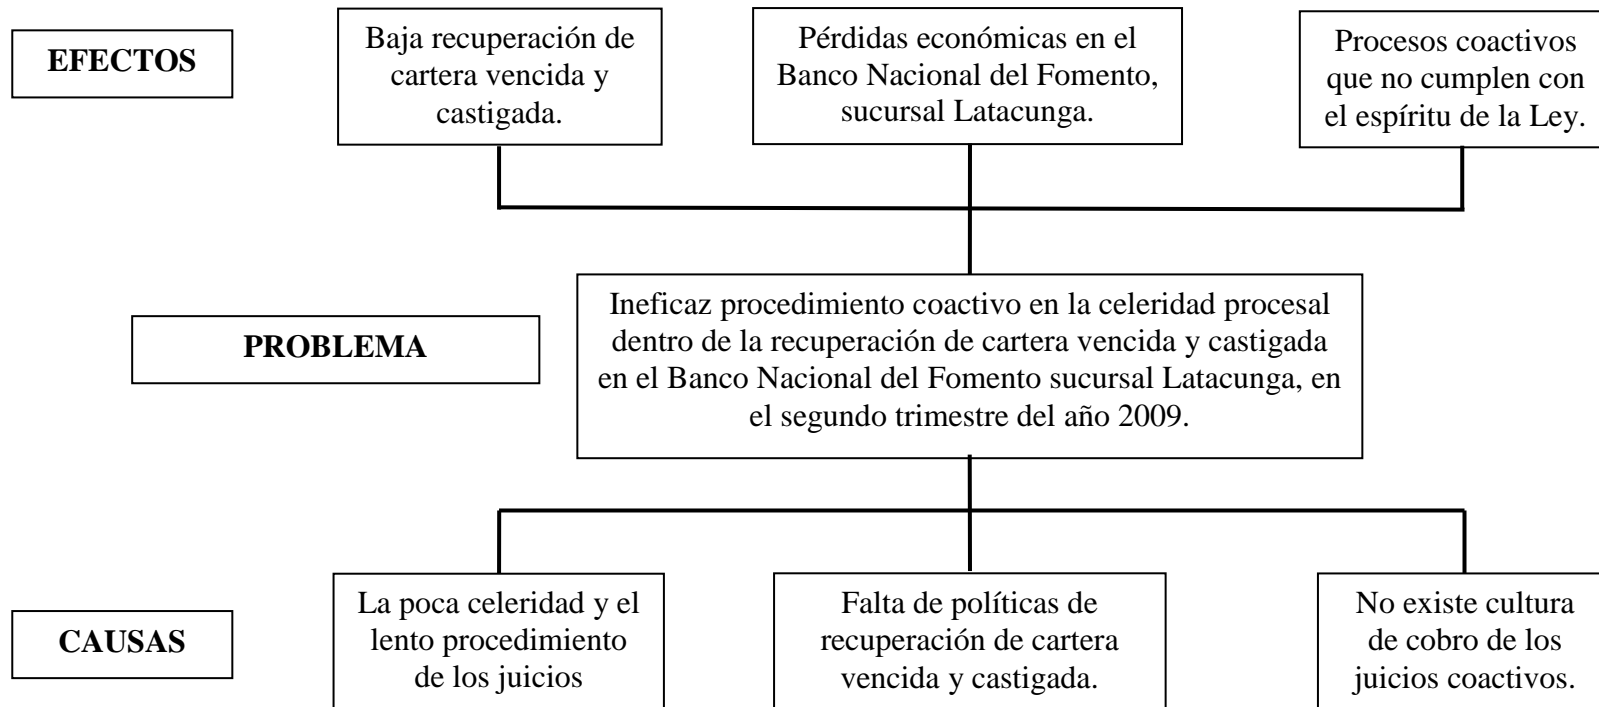 EFECTOS
Baja recuperación de
cartera vencida y
castigada.
Pérdidas económicas en el
Banco Nacional del Fomento,
sucursal Latacunga.
Procesos coactivos
que no cumplen con
el espíritu de la Ley.
PROBLEMA
Ineficaz procedimiento coactivo en la celeridad procesal
dentro de la recuperación de cartera vencida y castigada
en el Banco Nacional del Fomento sucursal Latacunga, en
el segundo trimestre del año 2009.
CAUSAS
La poca celeridad y el
lento procedimiento
de los juicios
Falta de políticas de
recuperación de cartera
vencida y castigada.
No existe cultura
de cobro de los
juicios coactivos.